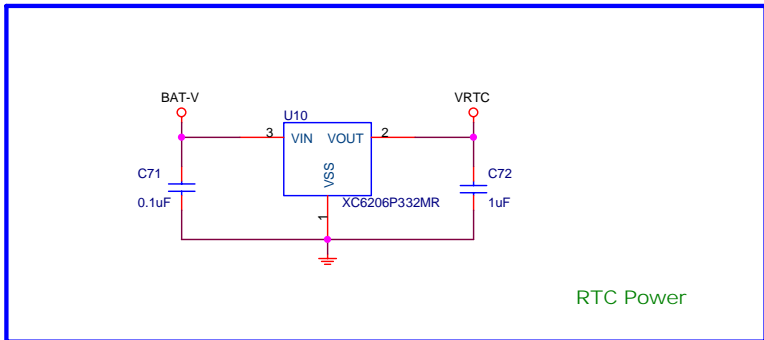 BAT-V
VRTC
U10
3 VIN VOUT 2
VSS
C71
0.1uF
XC6206P332MR
C72
1uF
1
RTC Power